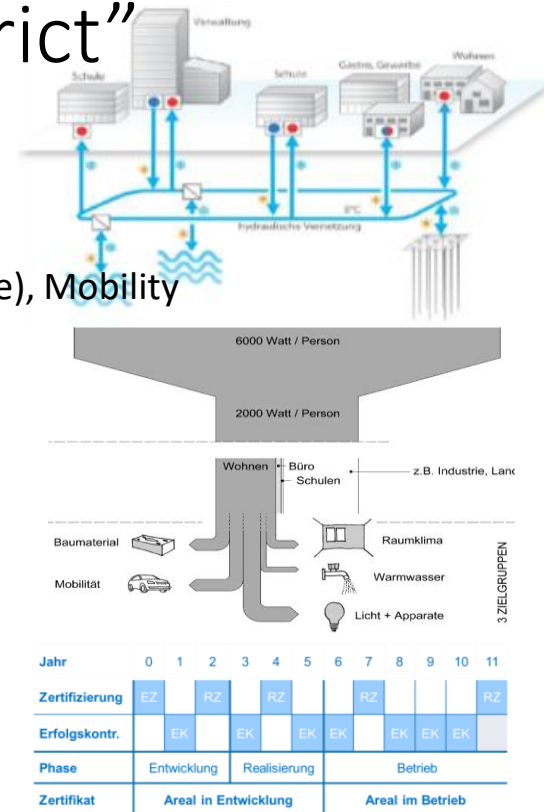 rict”
Verwaltung
Schule
Schule
Gastro, Gewerbe
Wohnen
8°C
hydraulische Vernetzung
e), Mobility
6000 Watt / Person
2000 Watt / Person
Wohnen
Büro
Schulen
z.B. Industrie, Lanc
Baumaterial
Raumklima
Mobilität
Warmwasser
Licht + Apparate
3 ZIELGRUPPEN
Jahr 0 1 2 3 4 5 6 7 8 9 10 11
Zertifizierung EZ RZ RZ RZ RZ
Erfolgskontr. EK EK EK EK EK EK EK
Phase Entwicklung Realisierung Betrieb
Zertifikat Areal in Entwicklung Areal im Betrieb